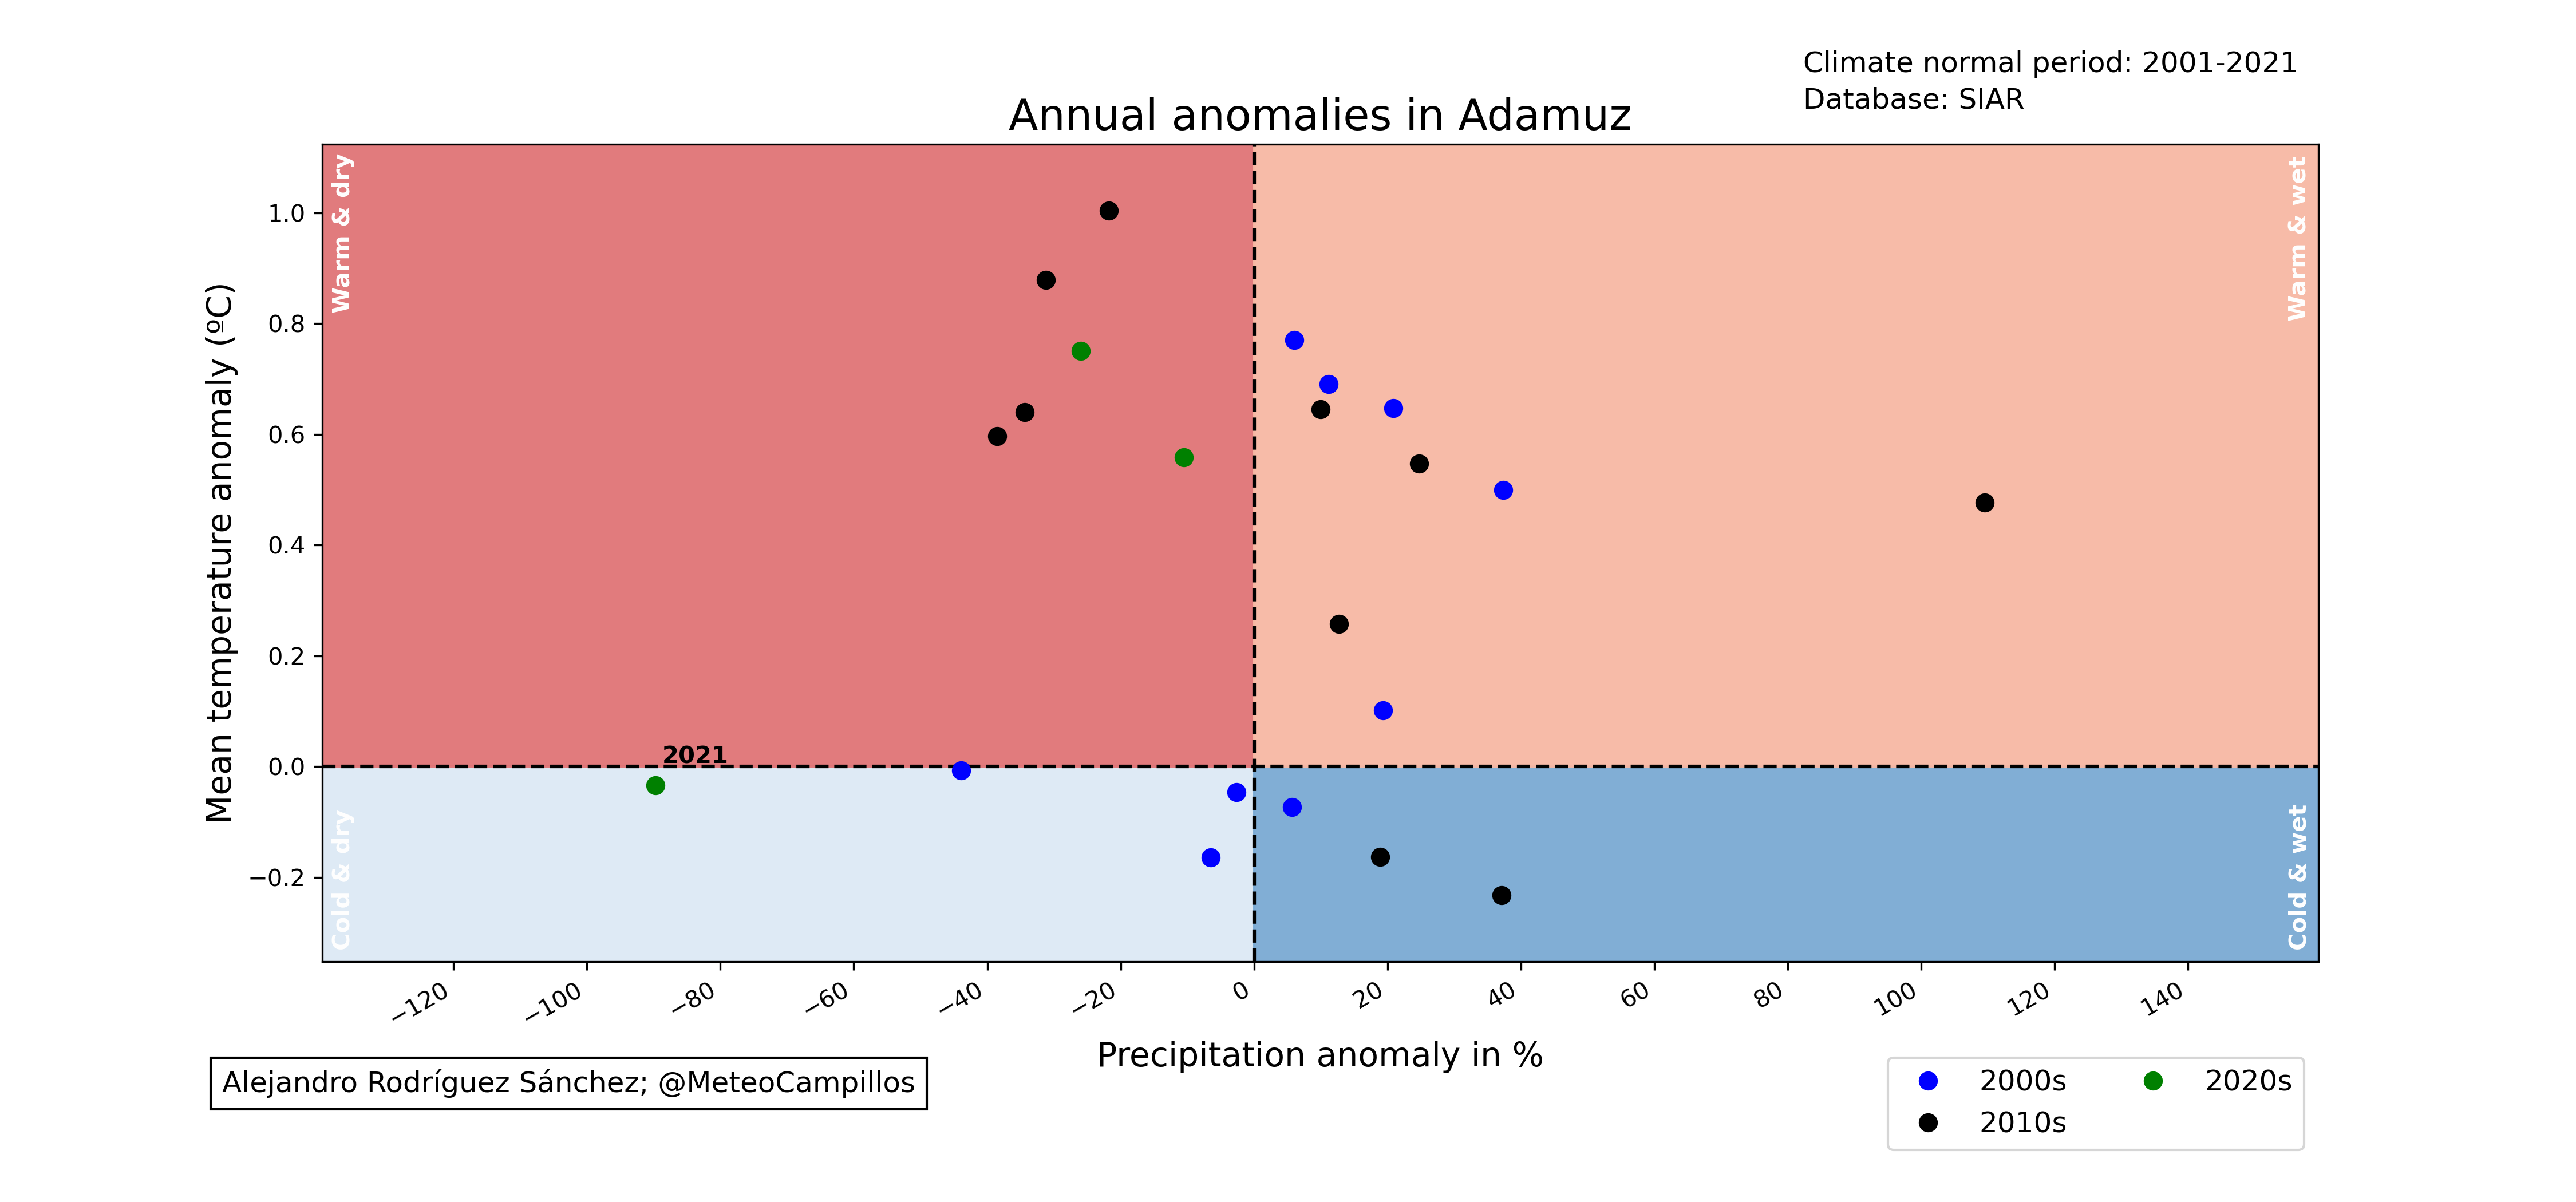 Climate normal period: 2001-2021
Database: SIAR
Annual anomalies in Adamuz
Warm & dry
Warm & wet
Mean temperature anomaly (ºC)
1.0
0.8
0.6
0.4
0.2
0.0
−0.2
2021
Cold & dry
Cold & wet
−120
−100
−80
−60
−40
−20
0
20
40
60
80
100
120
140
Precipitation anomaly in %
Alejandro Rodríguez Sánchez; @MeteoCampillos
2000s
2010s
2020s